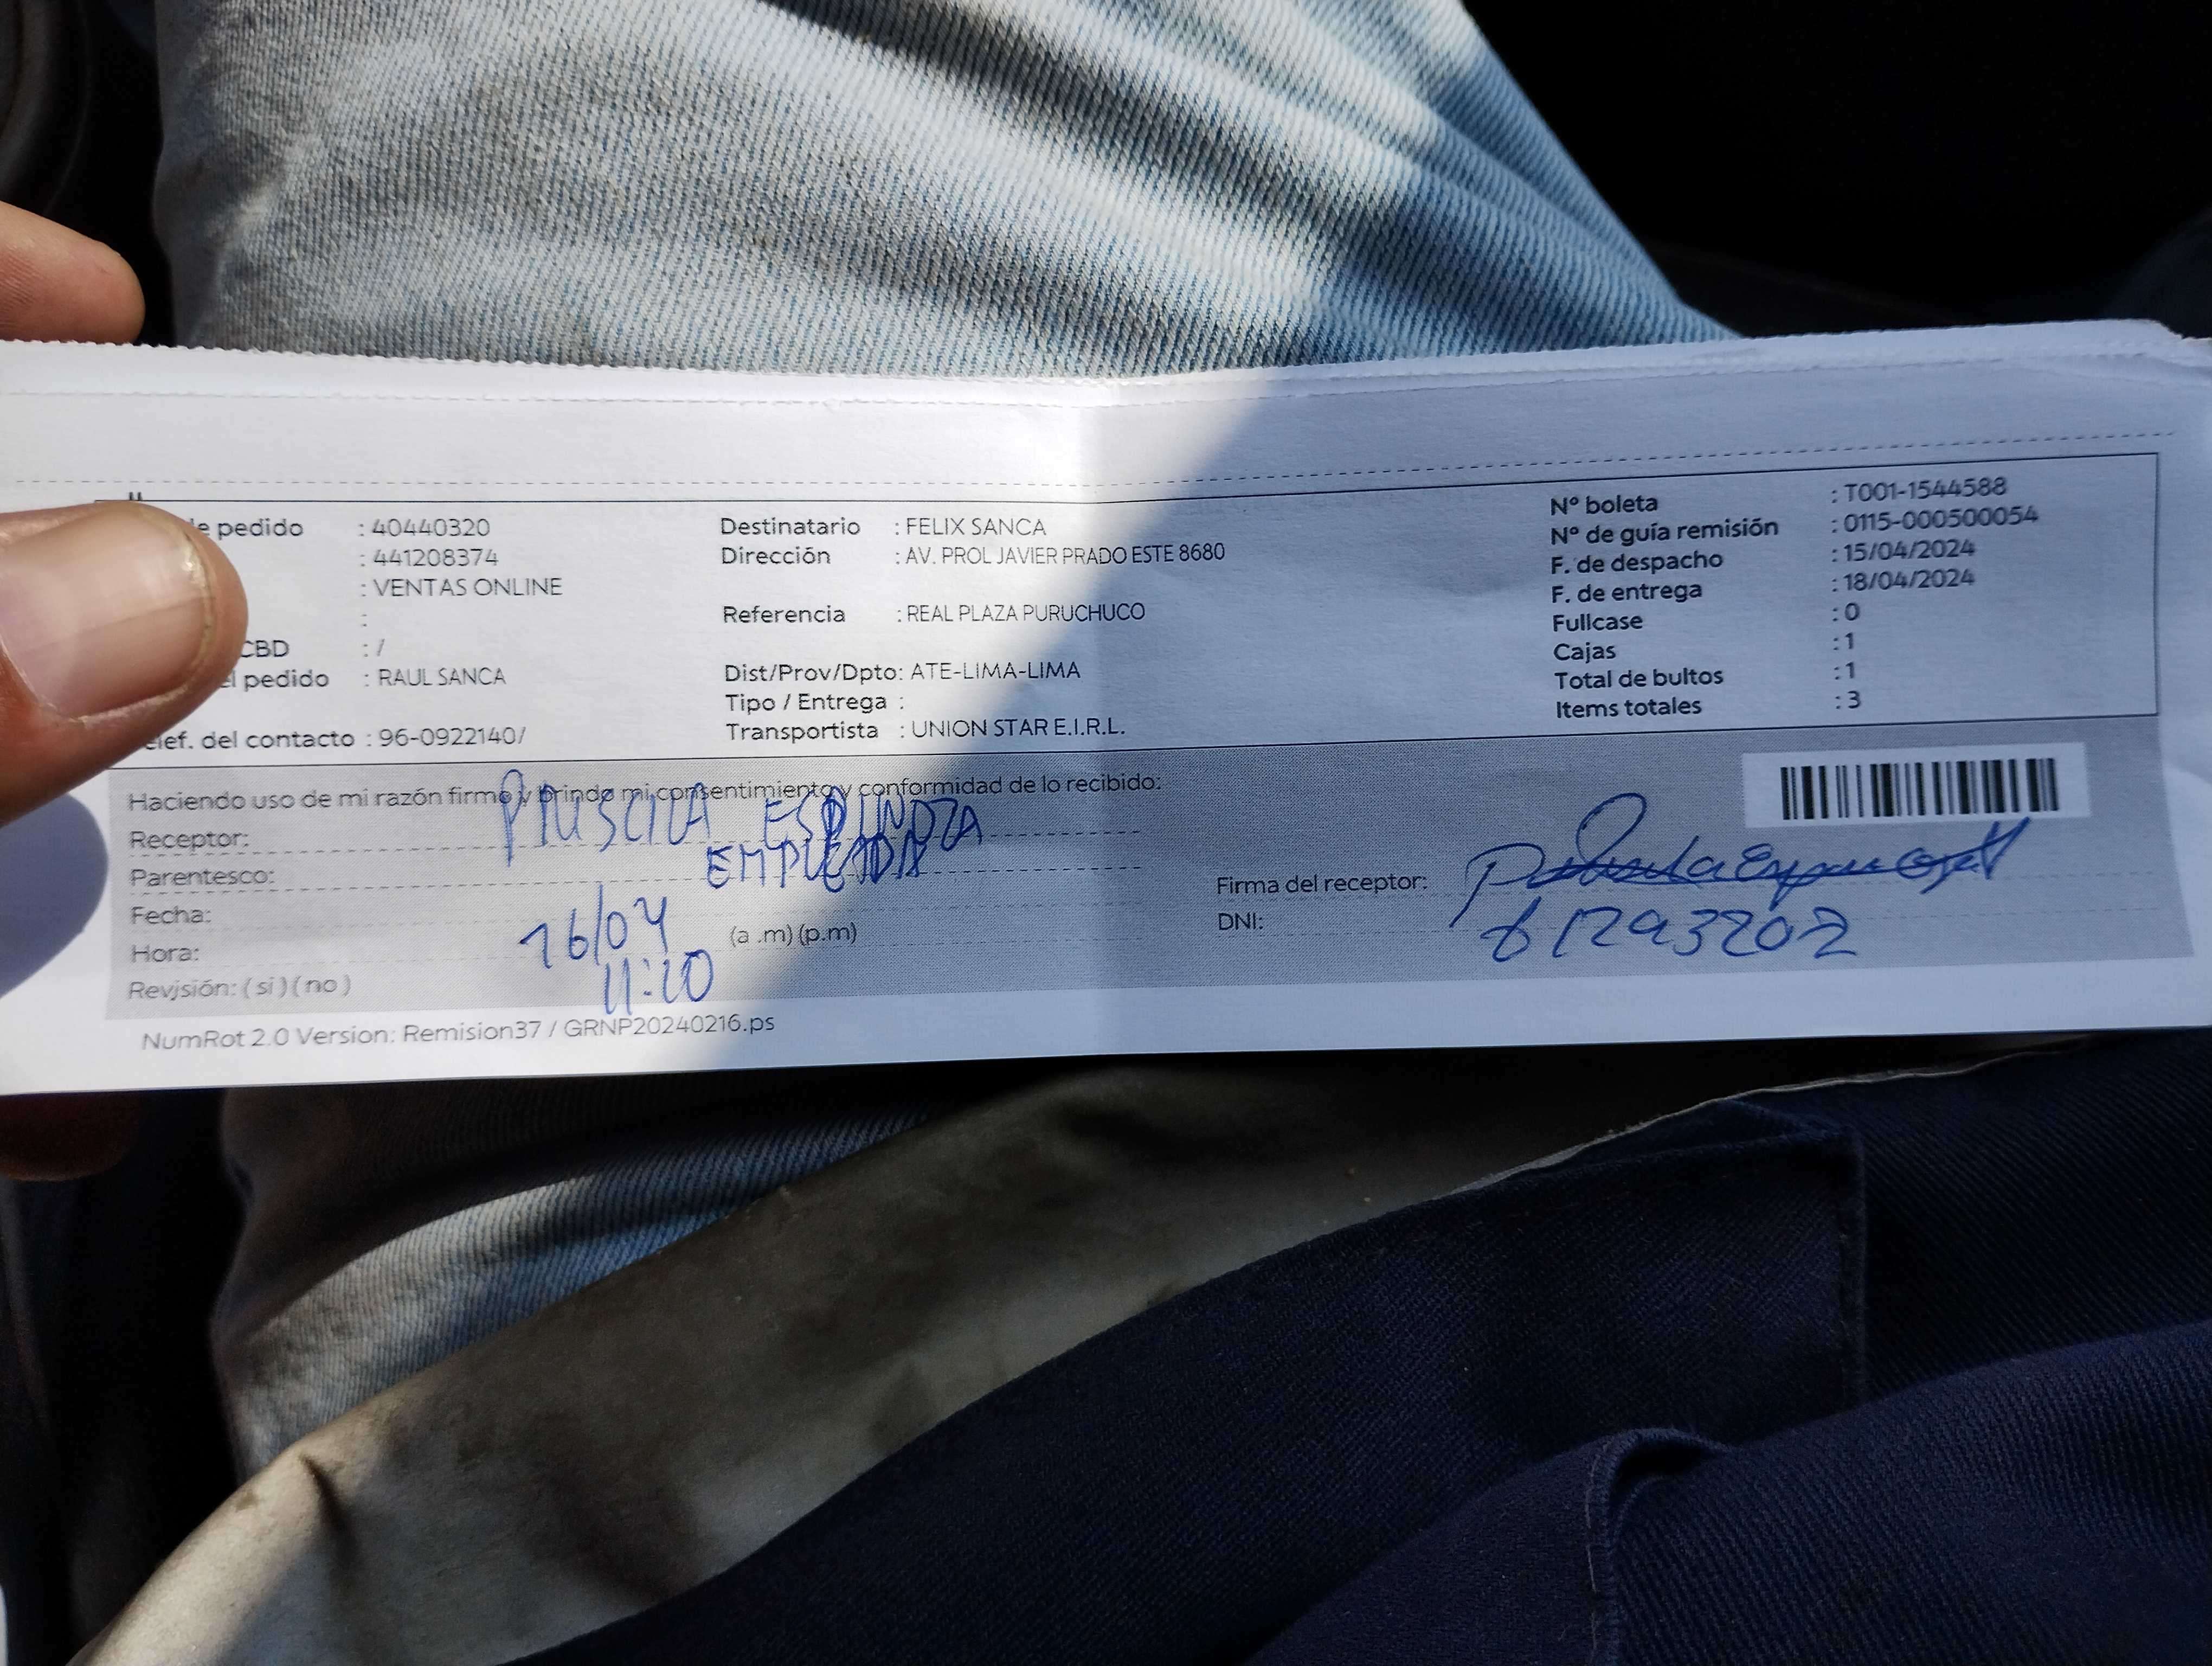 e pedido : 40440320
: 441208374
: VENTAS ONLINE
:
CBD : /
el pedido : RAUL SANCA
elef. del contacto : 96-0922140/
Destinatario : FELIX SANCA
Dirección : AV. PROL JAVIER PRADO ESTE 8680
Referencia : REAL PLAZA PURUCHUCO
Dist/Prov/Dpto: ATE-LIMA-LIMA
Tipo / Entrega :
Transportista : UNION STAR E.I.R.L.
Nº boleta : T001-1544588
Nº de guía remisión : 0115-000500054
F. de despacho : 15/04/2024
F. de entrega : 18/04/2024
Fullcase : 0
Cajas : 1
Total de bultos : 1
Items totales : 3
Haciendo uso de mi razón firmo y brindo mi consentimiento y conformidad de lo recibido:
Receptor: ESPINOZA
Parentesco: EMPLEADA
Fecha: 16/04
Hora: 11:20 (a .m) (p.m)
Revisión: ( si ) ( no )
Firma del receptor:
DNI: 61293202
NumRot 2.0 Version: Remision37 / GRNP20240216.ps